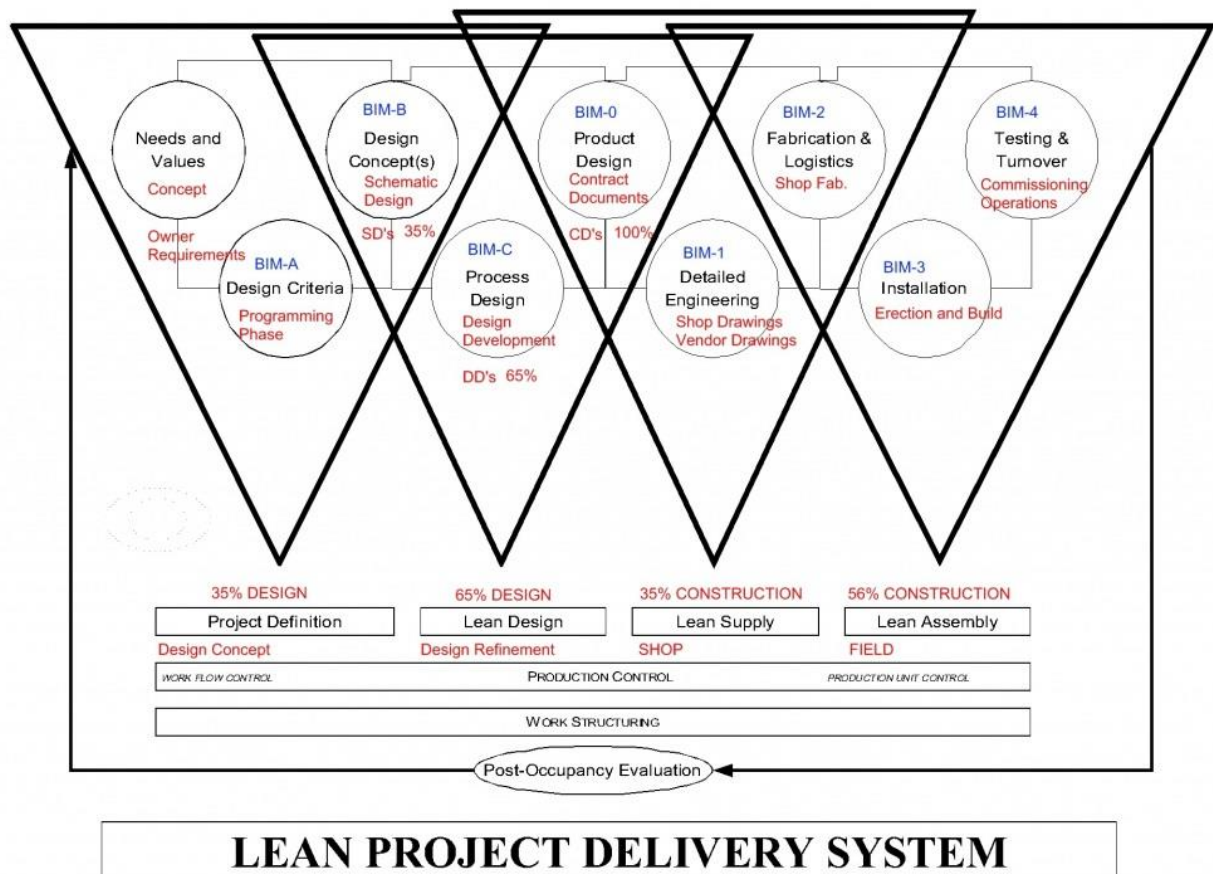 Needs and
Values
Concept
Owner
Requirements
BIM-A
Design Criteria
Programming
Phase
BIM-B
Design
Concept(s)
Schematic
Design
SD's 35%
BIM-C
Process
Design
Design
Development
DD's 65%
BIM-0
Product
Design
Contract
Documents
CD's 100%
BIM-1
Detailed
Engineering
Shop Drawings
Vendor Drawings
BIM-2
Fabrication &
Logistics
Shop Fab.
BIM-3
Installation
Erection and Build
BIM-4
Testing &
Turnover
Commissioning
Operations
35% DESIGN
Project Definition
Design Concept
65% DESIGN
Lean Design
Design Refinement
35% CONSTRUCTION
Lean Supply
SHOP
56% CONSTRUCTION
Lean Assembly
FIELD
WORK FLOW CONTROL
PRODUCTION CONTROL
PRODUCTION UNIT CONTROL
WORK STRUCTURING
Post-Occupancy Evaluation
LEAN PROJECT DELIVERY SYSTEM